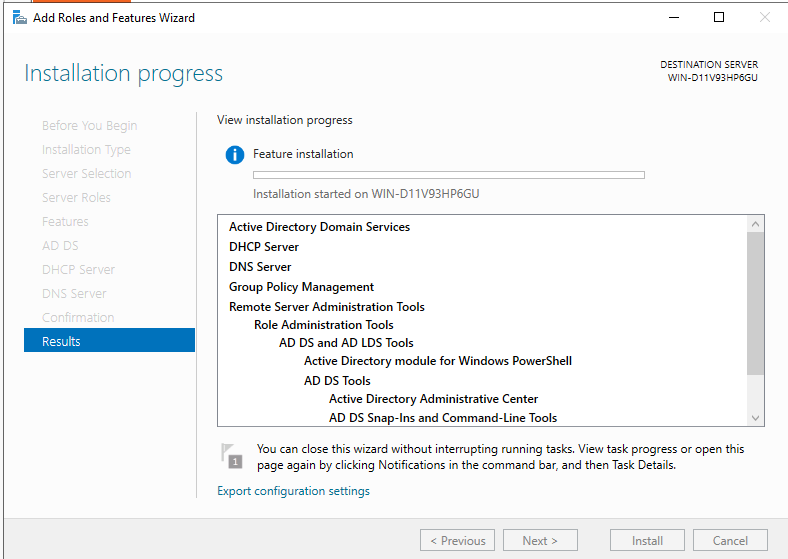 Add Roles and Features Wizard
Installation progress
DESTINATION SERVER
WIN-D11V93HP6GU
Before You Begin
Installation Type
Server Selection
Server Roles
Features
AD DS
DHCP Server
DNS Server
Confirmation
Results
View installation progress
Feature installation
Installation started on WIN-D11V93HP6GU
Active Directory Domain Services
DHCP Server
DNS Server
Group Policy Management
Remote Server Administration Tools
Role Administration Tools
AD DS and AD LDS Tools
Active Directory module for Windows PowerShell
AD DS Tools
Active Directory Administrative Center
AD DS Snap-Ins and Command-Line Tools
1
You can close this wizard without interrupting running tasks. View task progress or open this
page again by clicking Notifications in the command bar, and then Task Details.
Export configuration settings
< Previous
Next >
Install
Cancel